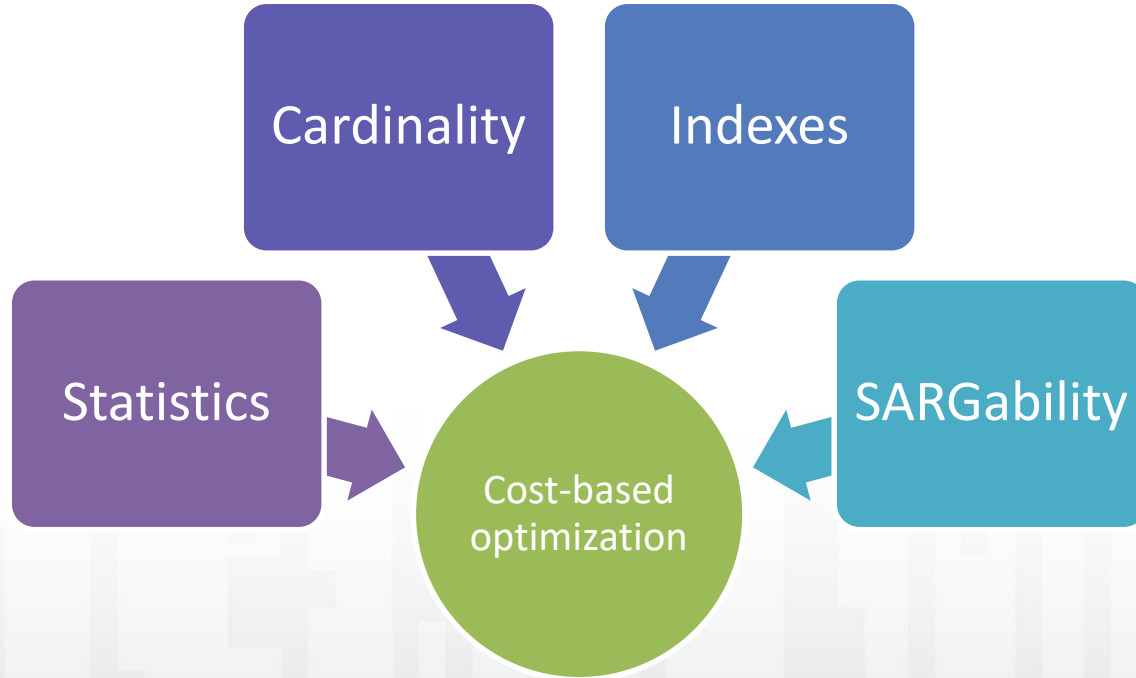 Cardinality
Indexes
Statistics
SARGability
Cost-based
optimization